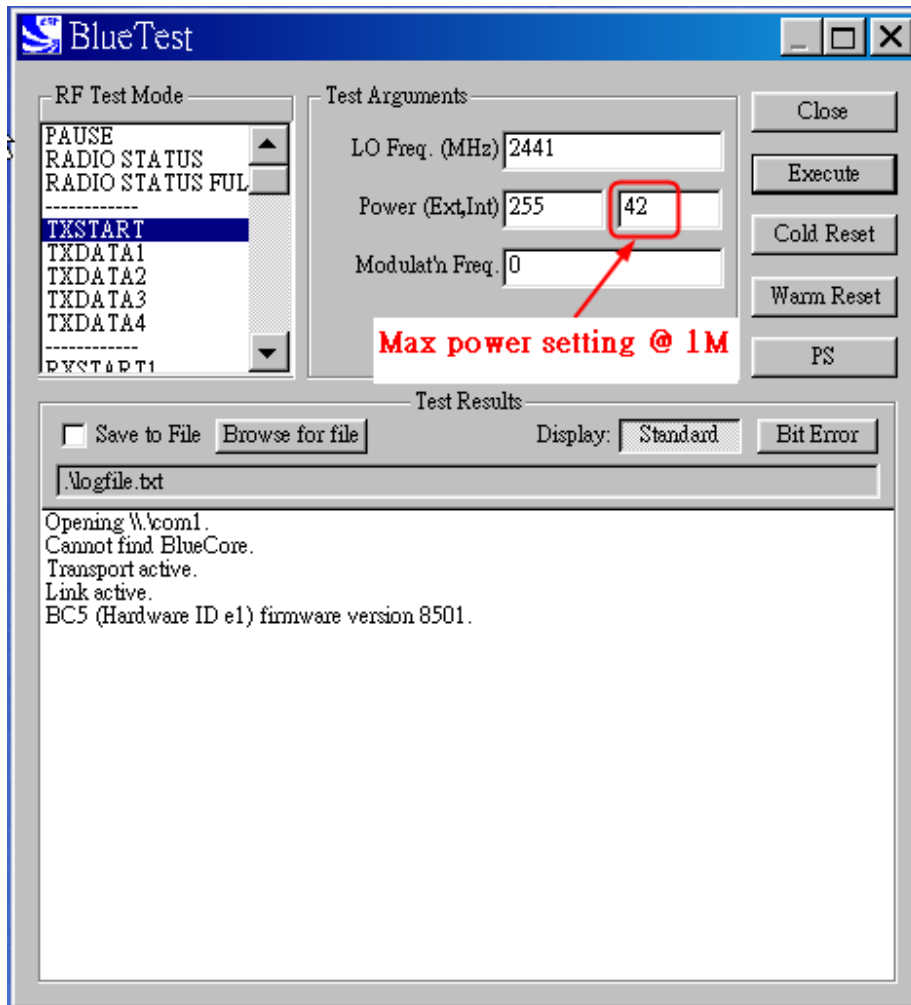 BlueTest
RF Test Mode
PAUSE
RADIO STATUS
RADIO STATUS FUL
------------
TXSTART
TXDATA1
TXDATA2
TXDATA3
TXDATA4
------------
RXSTART1
Test Arguments
LO Freq. (MHz) 2441
Power (Ext,Int) 255 42
Modulat'n Freq. 0
Max power setting @ 1M
Close
Execute
Cold Reset
Warm Reset
PS
Test Results
Save to File Browse for file Display: Standard Bit Error
.\logfile.txt
Opening \\.\com1.
Cannot find BlueCore.
Transport active.
Link active.
BC5 (Hardware ID e1) firmware version 8501.